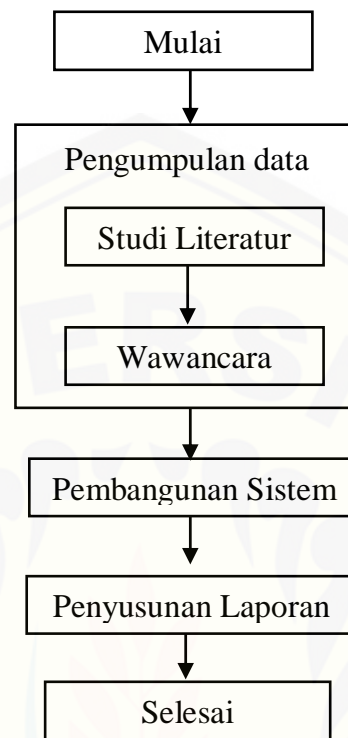 Mulai
Pengumpulan data
Studi Literatur
Wawancara
Pembangunan Sistem
Penyusunan Laporan
Selesai